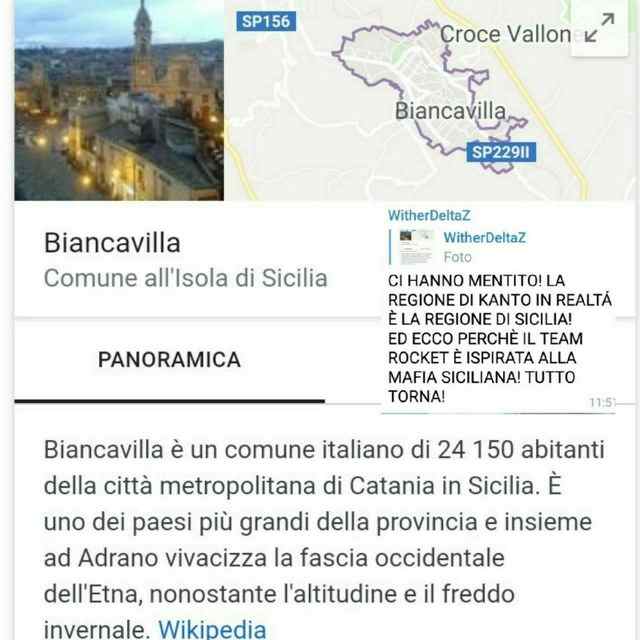 SP156
Croce Vallon
Biancavilla
SP229II
Biancavilla
Comune all'Isola di Sicilia
WitherDeltaZ
WitherDeltaZ
Foto
CI HANNO MENTITO! LA
REGIONE DI KANTO IN REALTÁ
È LA REGIONE DI SICILIA!
ED ECCO PERCHÈ IL TEAM
ROCKET È ISPIRATA ALLA
MAFIA SICILIANA! TUTTO
TORNA!
PANORAMICA
Biancavilla è un comune italiano di 24 150 abitanti
della città metropolitana di Catania in Sicilia. È
uno dei paesi più grandi della provincia e insieme
ad Adrano vivacizza la fascia occidentale
dell'Etna, nonostante l'altitudine e il freddo
invernale. Wikipedia